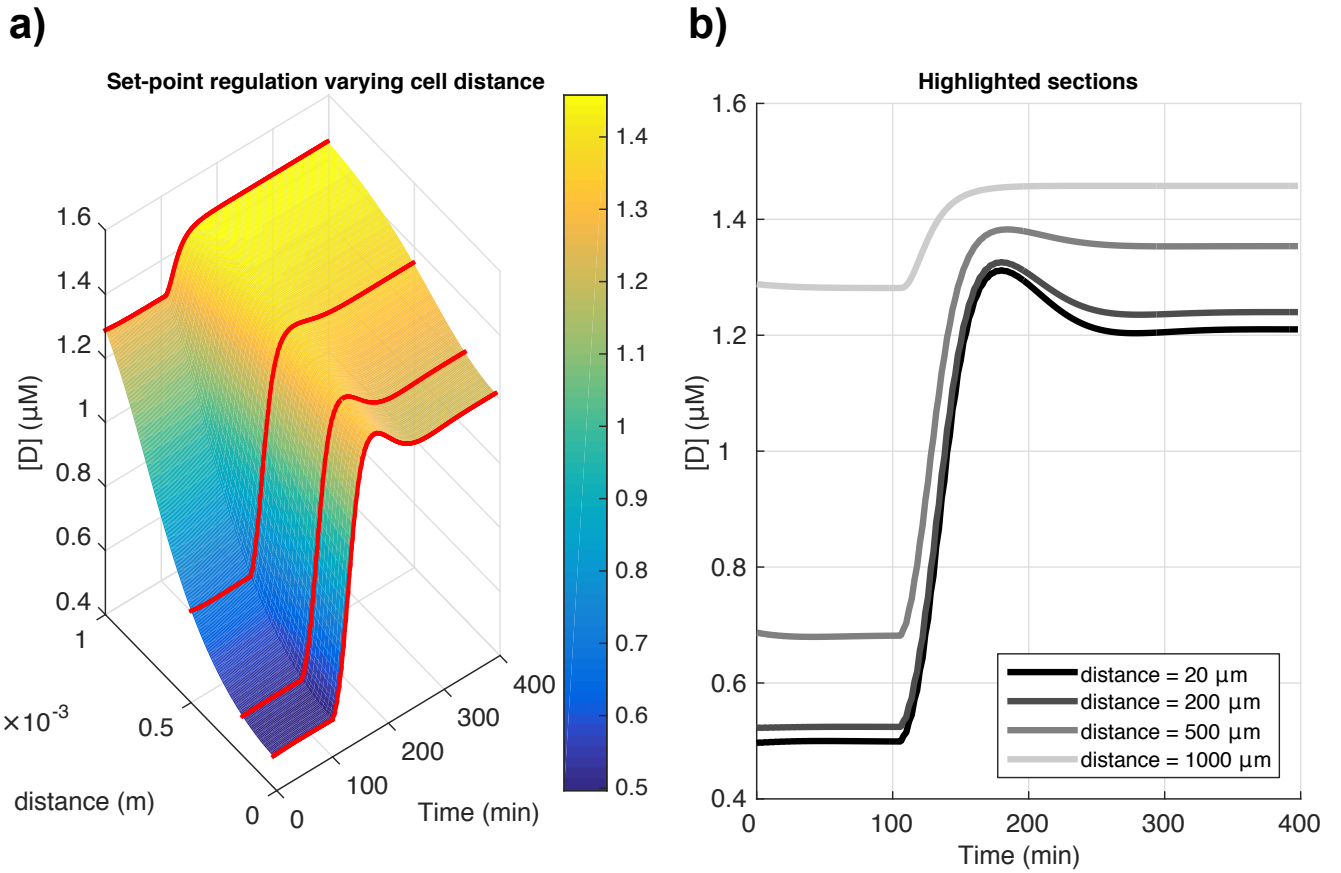 a)
Set-point regulation varying cell distance
1.6
1.4
1.2
1
0.8
0.6
0.4
[D] (µM)
1
0.5
0
×10⁻³
distance (m)
0
100
200
300
400
Time (min)
1.4
1.3
1.2
1.1
1
0.9
0.8
0.7
0.6
0.5
b)
Highlighted sections
1.6
1.4
1.2
1
0.8
0.6
0.4
[D] (µM)
0
100
200
300
400
Time (min)
distance = 20 µm
distance = 200 µm
distance = 500 µm
distance = 1000 µm